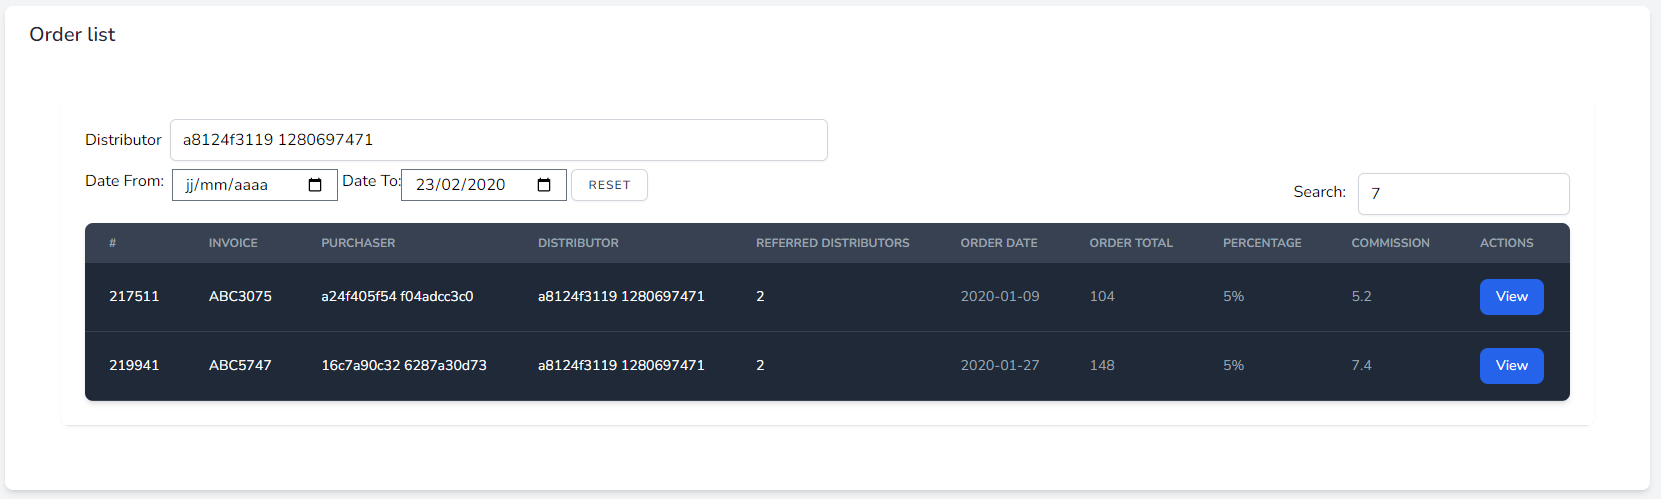 Order list
Distributor a8124f3119 1280697471
Date From: jj/mm/aaaa Date To: 23/02/2020 RESET
Search: 7
# INVOICE PURCHASER DISTRIBUTOR REFERRED DISTRIBUTORS ORDER DATE ORDER TOTAL PERCENTAGE COMMISSION ACTIONS
217511 ABC3075 a24f405f54 f04adcc3c0 a8124f3119 1280697471 2 2020-01-09 104 5% 5.2 View
219941 ABC5747 16c7a90c32 6287a30d73 a8124f3119 1280697471 2 2020-01-27 148 5% 7.4 View